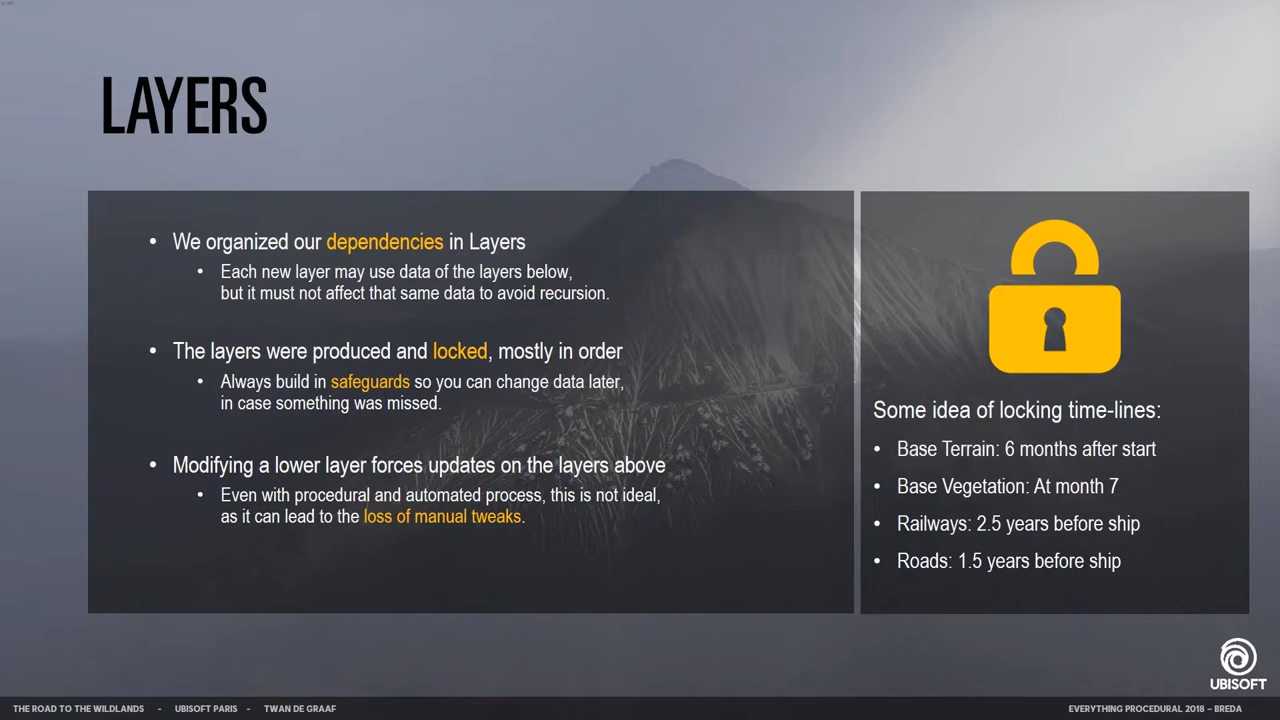 LAYERS
• We organized our dependencies in Layers
• Each new layer may use data of the layers below,
but it must not affect that same data to avoid recursion.
• The layers were produced and locked, mostly in order
• Always build in safeguards so you can change data later,
in case something was missed.
• Modifying a lower layer forces updates on the layers above
• Even with procedural and automated process, this is not ideal,
as it can lead to the loss of manual tweaks.
Some idea of locking time-lines:
• Base Terrain: 6 months after start
• Base Vegetation: At month 7
• Railways: 2.5 years before ship
• Roads: 1.5 years before ship
UBISOFT
THE ROAD TO THE WILDLANDS - UBISOFT PARIS - TWAN DE GRAAF
EVERYTHING PROCEDURAL 2018 – BREDA